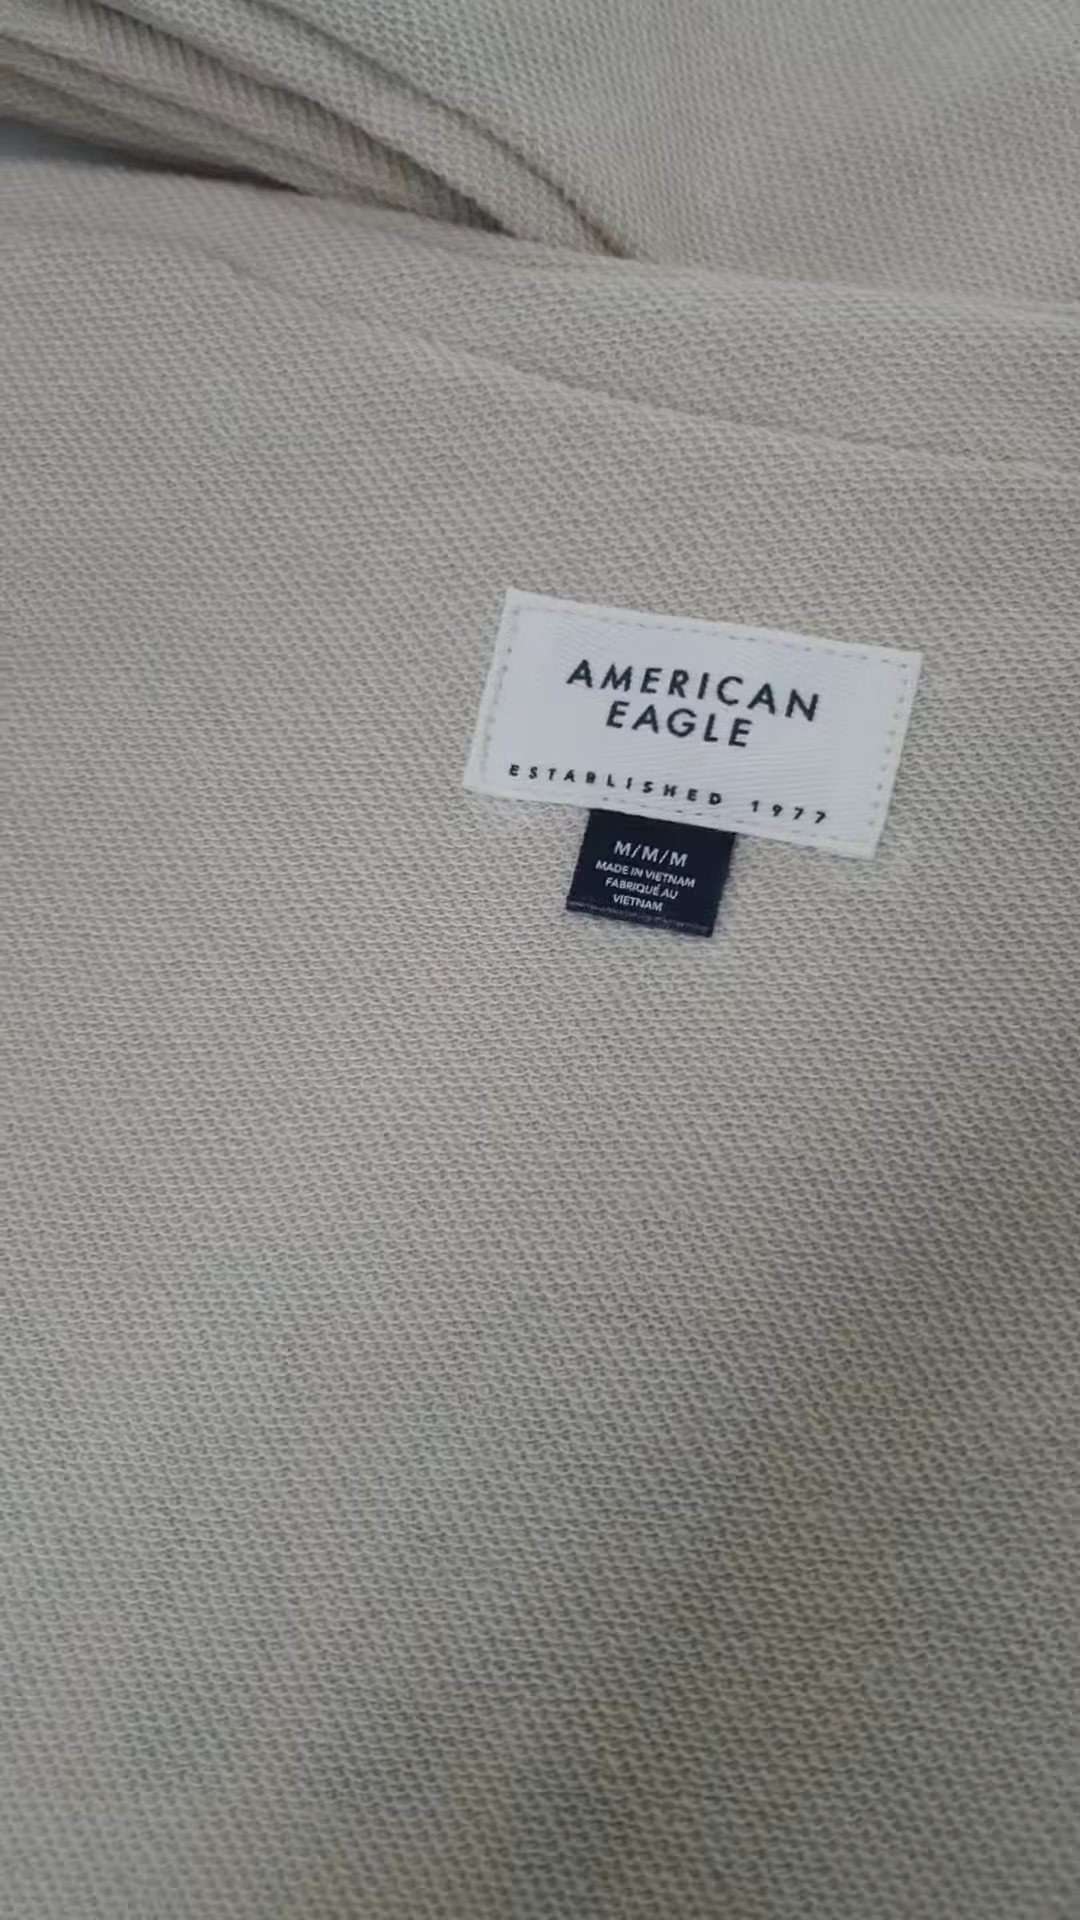 AMERICAN
EAGLE
ESTABLISHED 1977
M/M/M
MADE IN VIETNAM
FABRIQUÉ AU
VIETNAM